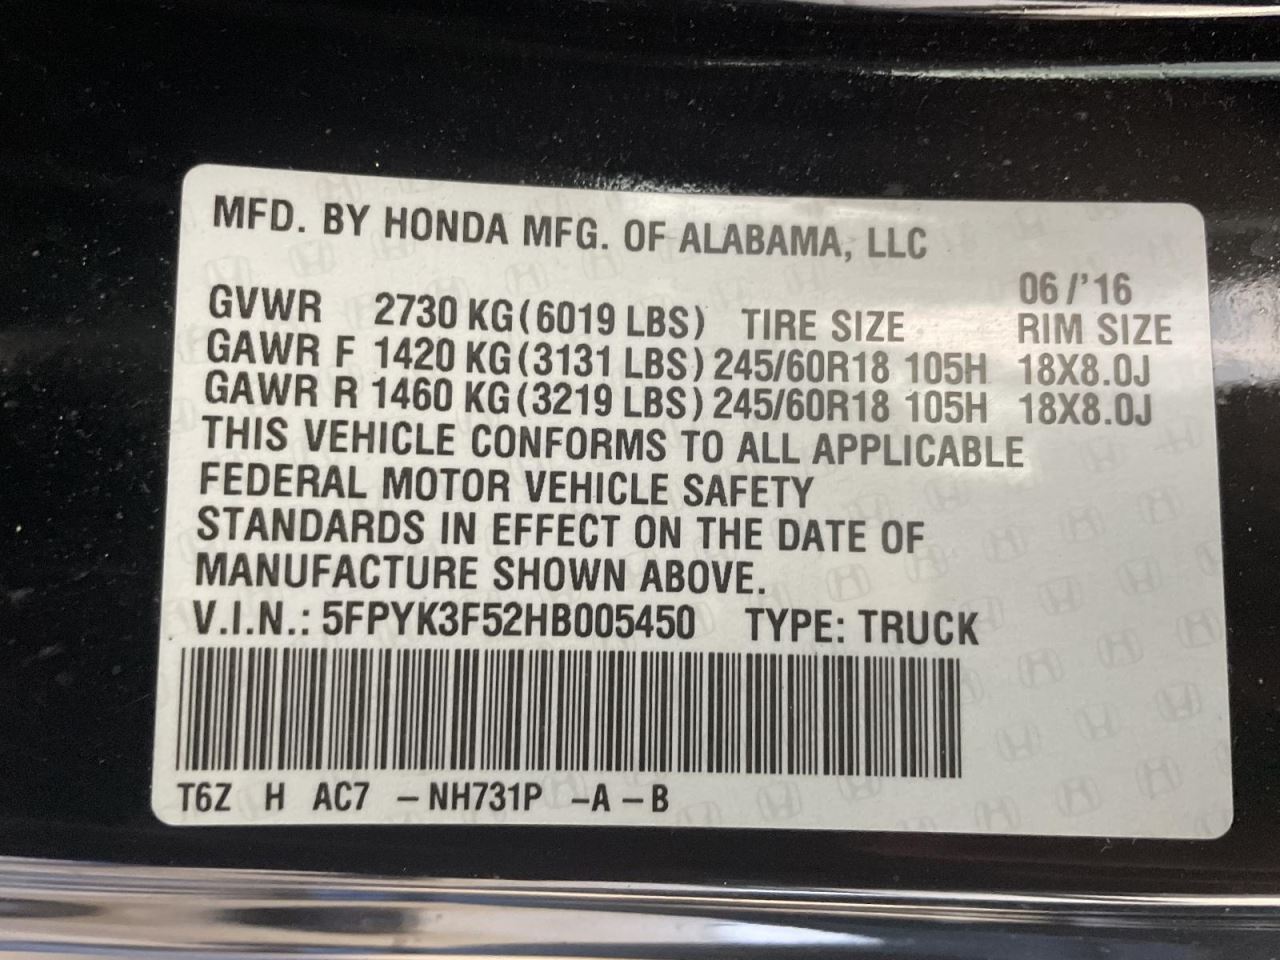 MFD. BY HONDA MFG. OF ALABAMA, LLC
06 /'16
GVWR 2730 KG (6019 LBS) TIRE SIZE RIM SIZE
GAWR F 1420 KG (3131 LBS) 245/60R18 105H 18X8.0J
GAWR R 1460 KG (3219 LBS) 245/60R18 105H 18X8.0J
THIS VEHICLE CONFORMS TO ALL APPLICABLE
FEDERAL MOTOR VEHICLE SAFETY
STANDARDS IN EFFECT ON THE DATE OF
MANUFACTURE SHOWN ABOVE.
V.I.N.: 5FPYK3F52HB005450 TYPE: TRUCK
T6Z H AC7 – NH731P –A – B